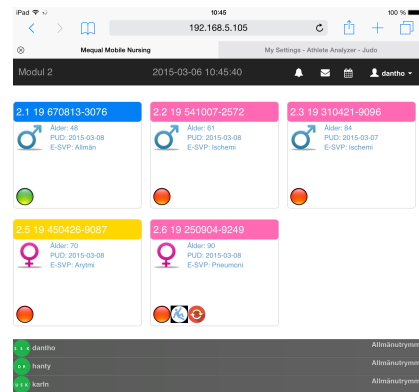 iPad
10:45
100 %
192.168.5.105
Mequal Mobile Nursing
My Settings - Athlete Analyzer - Judo
Modul 2
2015-03-06 10:45:40
dantho
2.1 19 670813-3076
2.2 19 541007-2572
2.3 19 310421-9096
Ålder: 48
PUD: 2015-03-08
E-SVP: Allmän
Ålder: 61
PUD: 2015-03-08
E-SVP: Ischemi
Ålder: 84
PUD: 2015-03-07
E-SVP: Ischemi
2.5 19 450426-9087
2.6 19 250904-9249
Ålder: 70
PUD: 2015-03-08
E-SVP: Arytmi
Ålder: 90
PUD: 2015-03-08
E-SVP: Pneumoni
SSK dantho
Allmänutrymm
DR hanty
Allmänutrymm
USK karln
Allmänutrymm